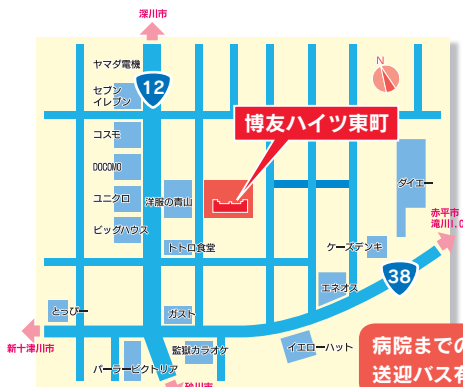 深川市
ヤマダ電機
N
セブン
イレブン
12
コスモ
博友ハイツ東町
DOCOMO
ダイエー
ユニクロ
洋服の青山
赤平市
滝川I.C
ビッグハウス
トトロ食堂
ケーズデンキ
38
エネオス
とっぴー
ガスト
新十津川市
監獄カラオケ
イエローハット
病院までの
パーラービクトリア
送迎バス有
砂川市